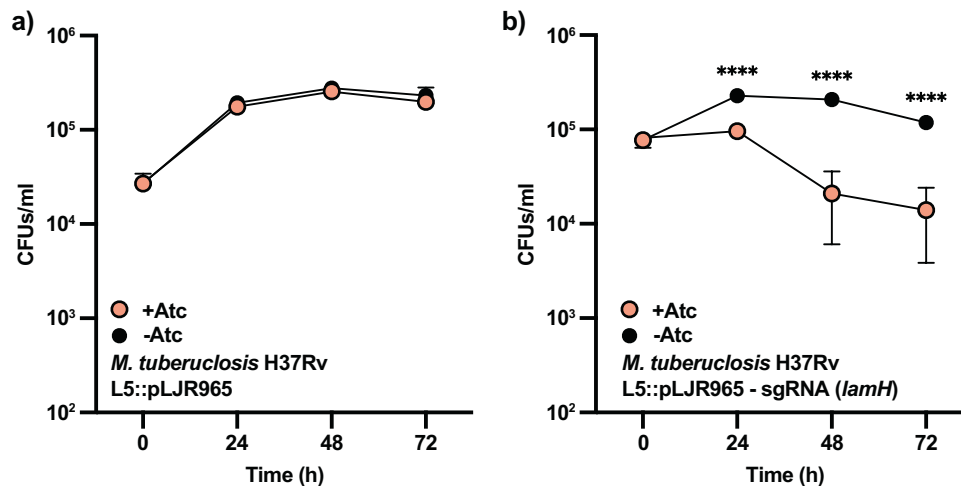 a)
10⁶
10⁵
10⁴
10³
10²
CFUs/ml
+Atc
-Atc
M. tuberuclosis H37Rv
L5::pLJR965
0 24 48 72
Time (h)
b)
10⁶
10⁵
10⁴
10³
10²
CFUs/ml
**** **** ****
+Atc
-Atc
M. tuberuclosis H37Rv
L5::pLJR965 - sgRNA (lamH)
0 24 48 72
Time (h)